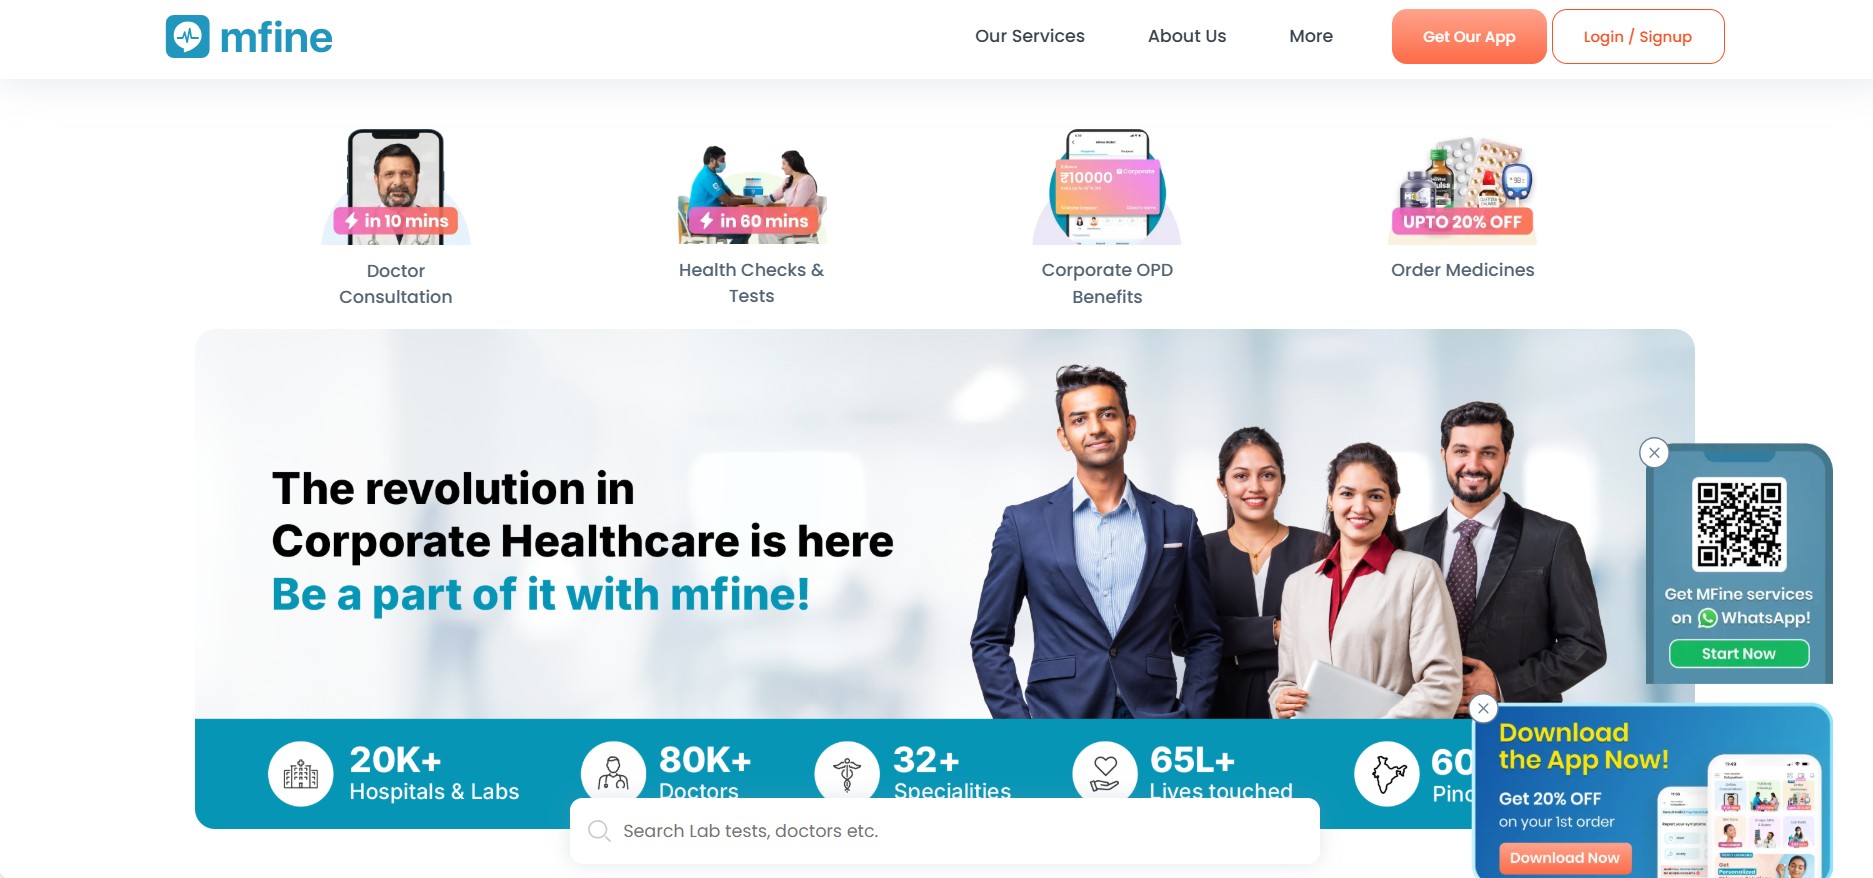 mfine
Our Services
About Us
More
Get Our App
Login / Signup
in 10 mins
Doctor
Consultation
in 60 mins
Health Checks &
Tests
₹10000
Corporate
Corporate OPD
Benefits
UPTO 20% OFF
Order Medicines
The revolution in
Corporate Healthcare is here
Be a part of it with mfine!
Get MFine services
on WhatsApp!
Start Now
20K+
Hospitals & Labs
80K+
Doctors
32+
Specialities
65L+
Lives touched
60
Search Lab tests, doctors etc.
Download
the App Now!
Get 20% OFF
on your 1st order
Download Now